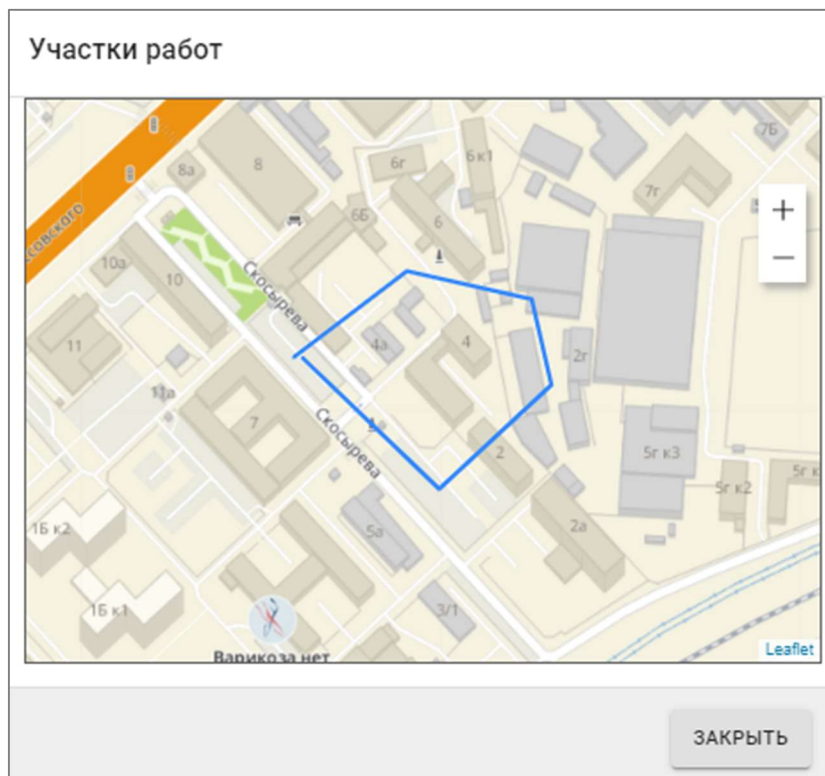 Участки работ
7Б
8
8а
6г
6 к1
7г
6Б
6
совского
10а
10
Скосырева
+
−
11
4а
4
2г
11а
7
Скосырева
2
5г к3
5г к2
5г к
1Б к2
5а
2а
1Б к1
3/1
Варикоза нет
Leaflet
ЗАКРЫТЬ